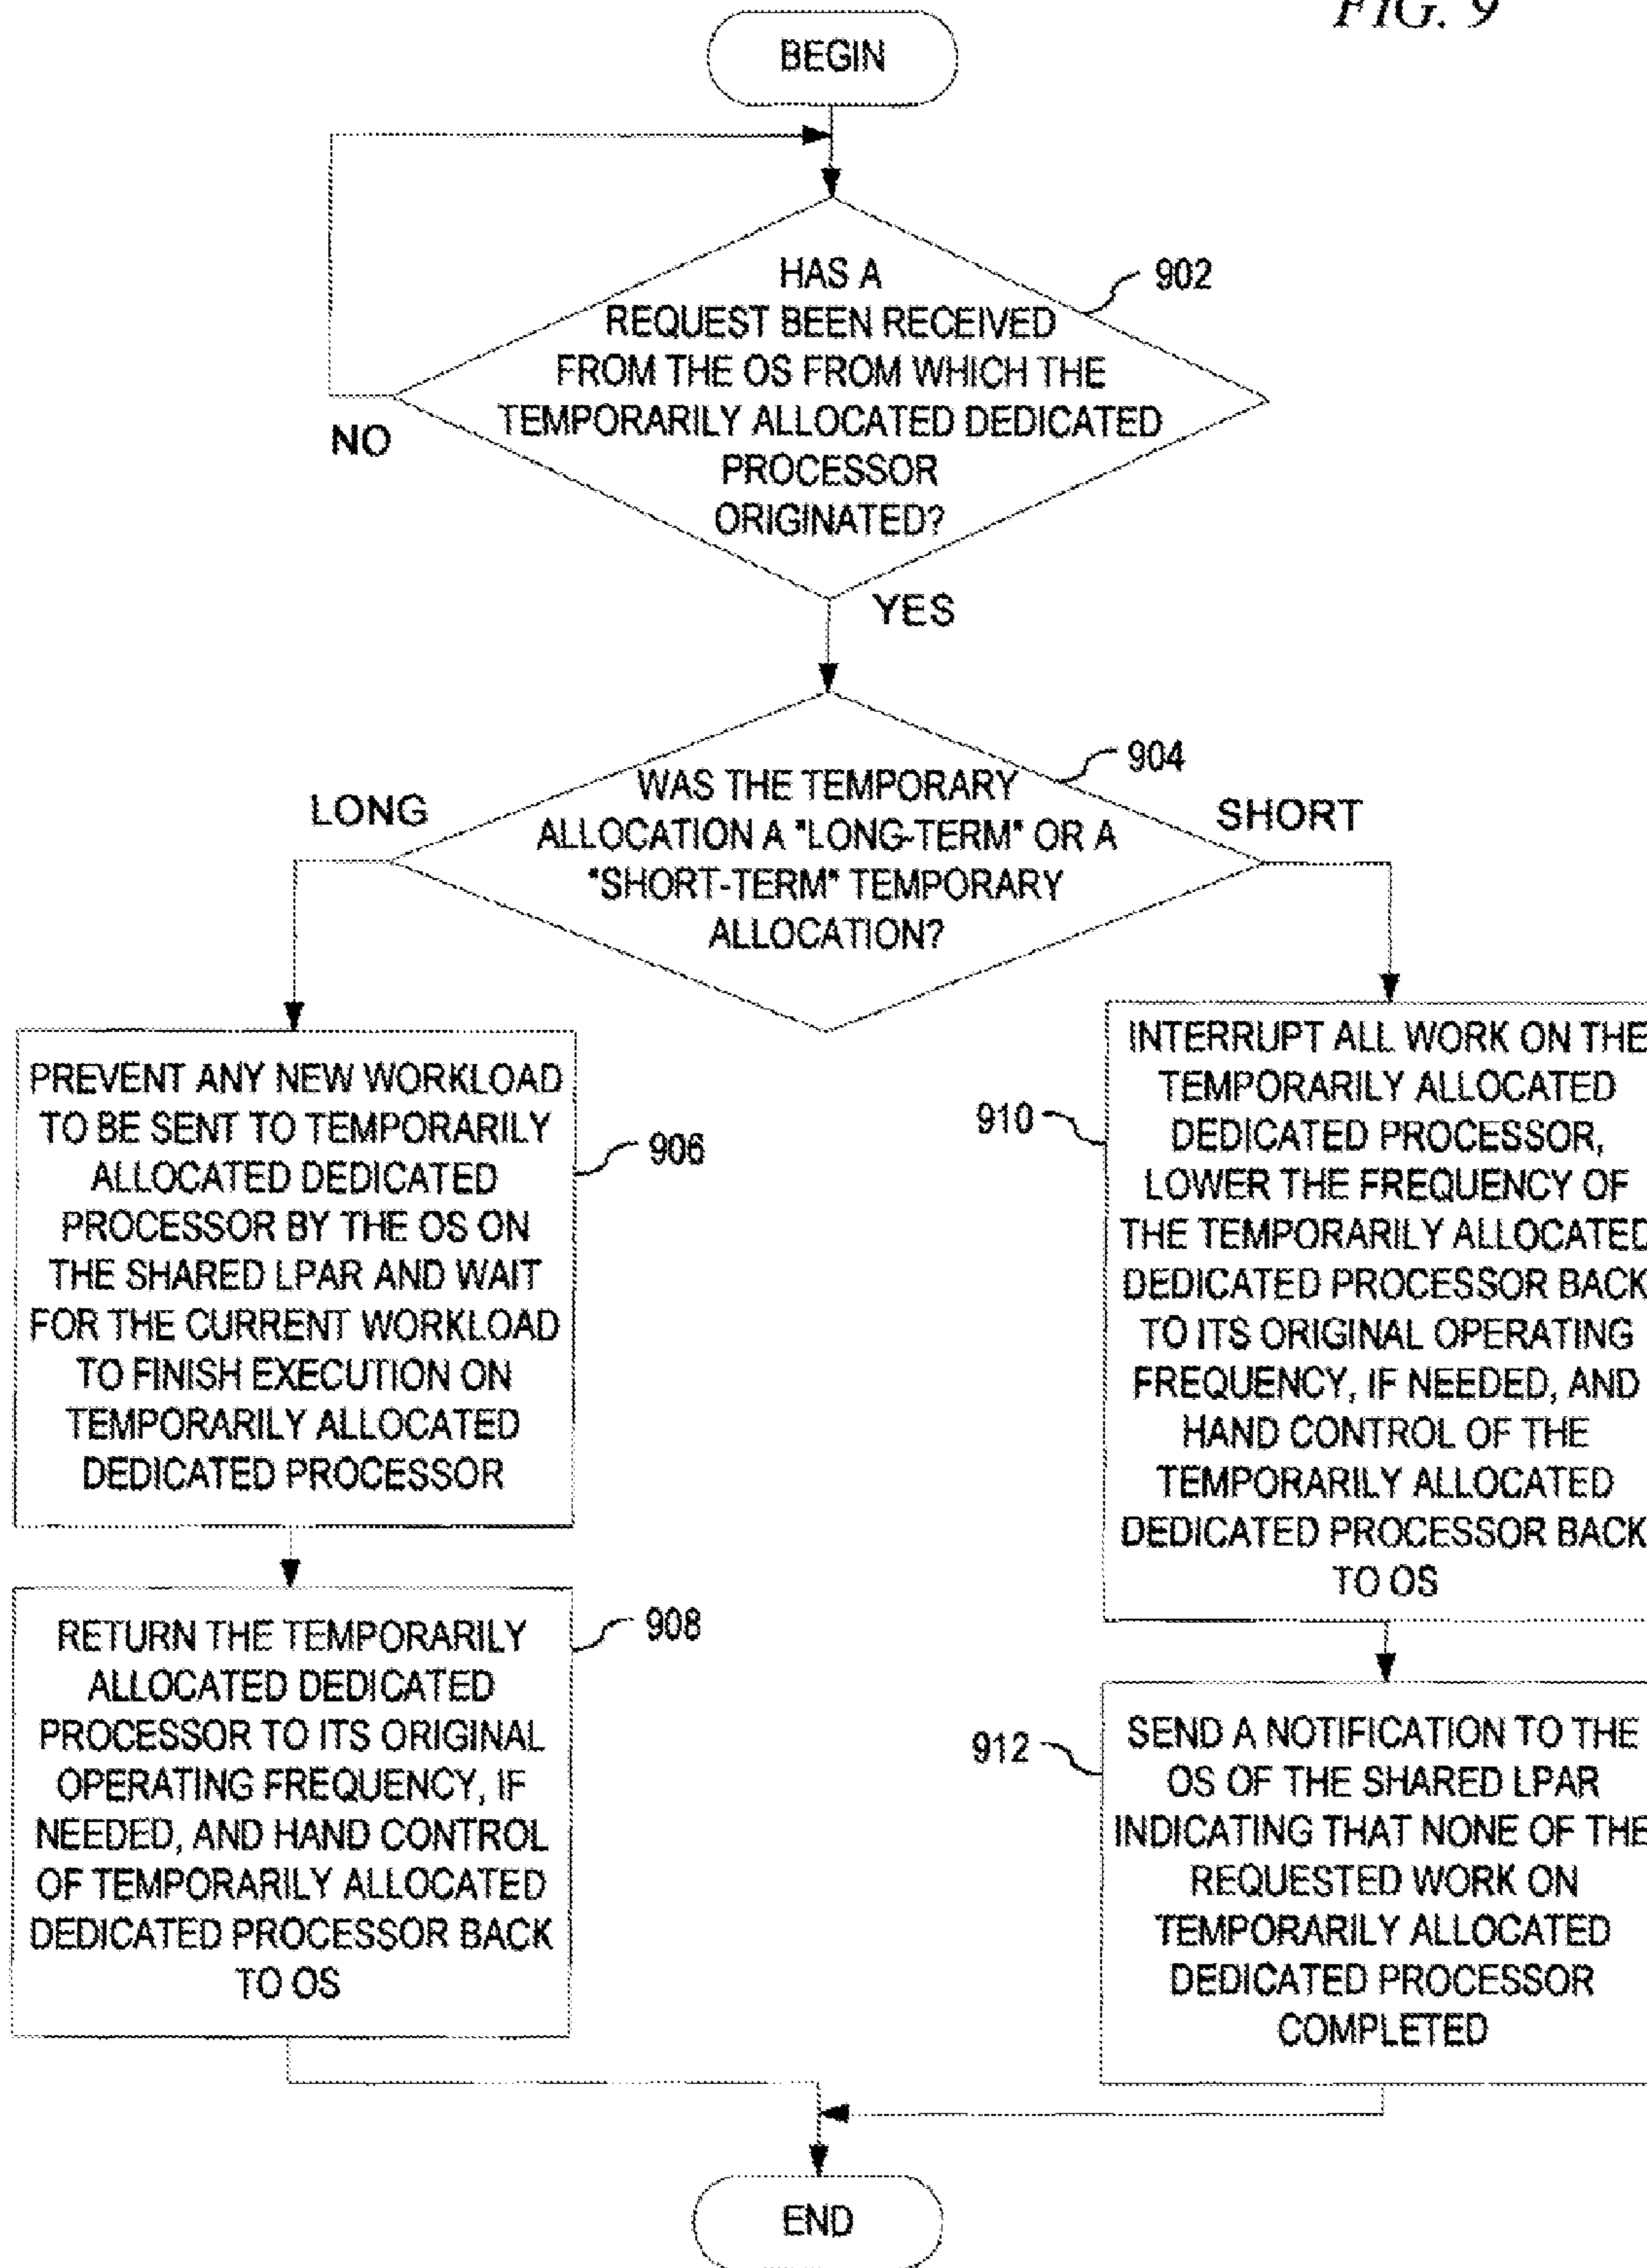 FIG. 9
BEGIN
HAS A
REQUEST BEEN RECEIVED
FROM THE OS FROM WHICH THE
TEMPORARILY ALLOCATED DEDICATED
PROCESSOR
ORIGINATED?
902
NO
YES
WAS THE TEMPORARY
ALLOCATION A "LONG-TERM" OR A
"SHORT-TERM" TEMPORARY
ALLOCATION?
904
LONG
SHORT
PREVENT ANY NEW WORKLOAD
TO BE SENT TO TEMPORARILY
ALLOCATED DEDICATED
PROCESSOR BY THE OS ON
THE SHARED LPAR AND WAIT
FOR THE CURRENT WORKLOAD
TO FINISH EXECUTION ON
TEMPORARILY ALLOCATED
DEDICATED PROCESSOR
906
RETURN THE TEMPORARILY
ALLOCATED DEDICATED
PROCESSOR TO ITS ORIGINAL
OPERATING FREQUENCY, IF
NEEDED, AND HAND CONTROL
OF TEMPORARILY ALLOCATED
DEDICATED PROCESSOR BACK
TO OS
908
INTERRUPT ALL WORK ON THE
TEMPORARILY ALLOCATED
DEDICATED PROCESSOR,
LOWER THE FREQUENCY OF
THE TEMPORARILY ALLOCATED
DEDICATED PROCESSOR BACK
TO ITS ORIGINAL OPERATING
FREQUENCY, IF NEEDED, AND
HAND CONTROL OF THE
TEMPORARILY ALLOCATED
DEDICATED PROCESSOR BACK
TO OS
910
SEND A NOTIFICATION TO THE
OS OF THE SHARED LPAR
INDICATING THAT NONE OF THE
REQUESTED WORK ON
TEMPORARILY ALLOCATED
DEDICATED PROCESSOR
COMPLETED
912
END